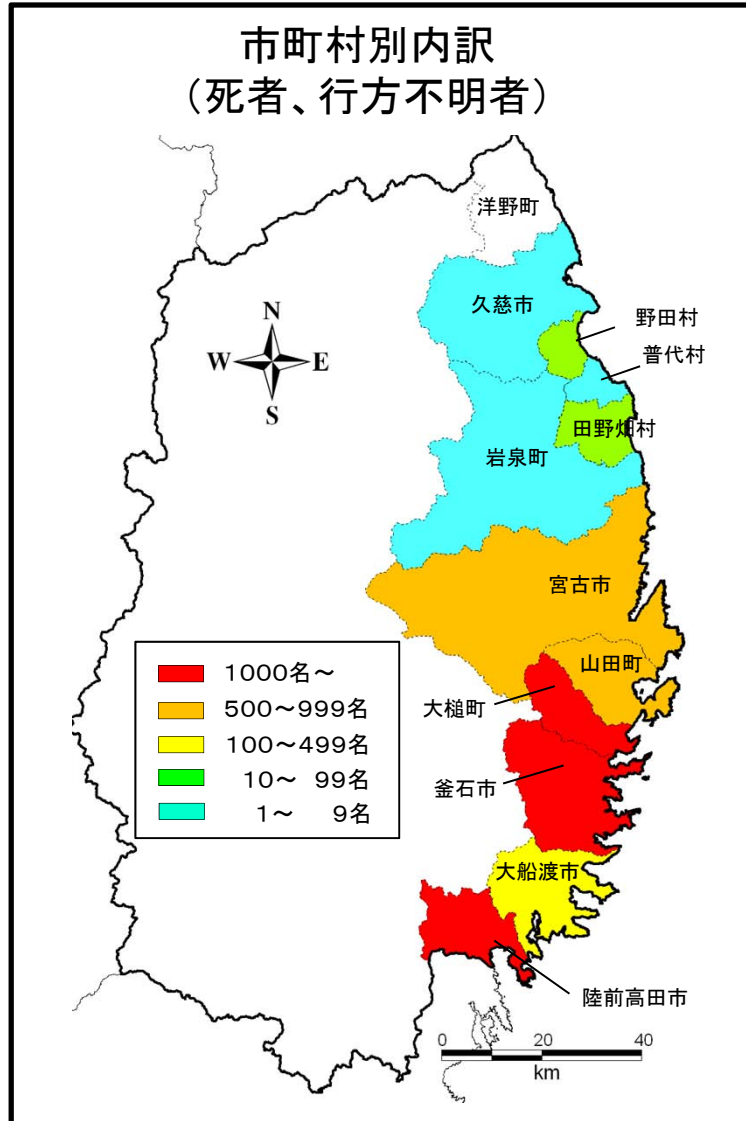 市町村別内訳
（死者、行方不明者）
洋野町
久慈市
野田村
普代村
田野畑村
岩泉町
N
W E
S
宮古市
山田町
大槌町
釜石市
大船渡市
陸前高田市
1000名～
500～999名
100～499名
10～ 99名
1～ 9名
0 20 40
km